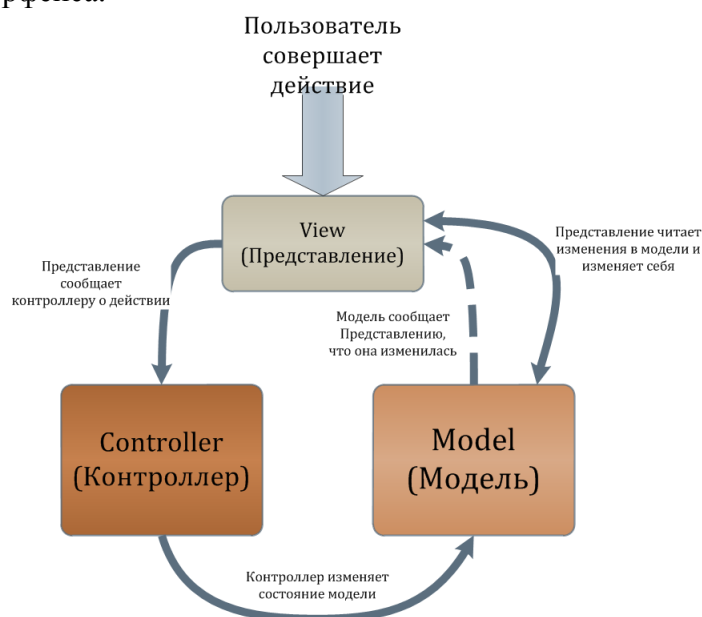 рфейса.
Пользователь
совершает
действие
View
(Представление)
Представление читает
изменения в модели и
изменяет себя
Представление
сообщает
контроллеру о действии
Модель сообщает
Представлению,
что она изменилась
Controller
(Контроллер)
Model
(Модель)
Контроллер изменяет
состояние модели